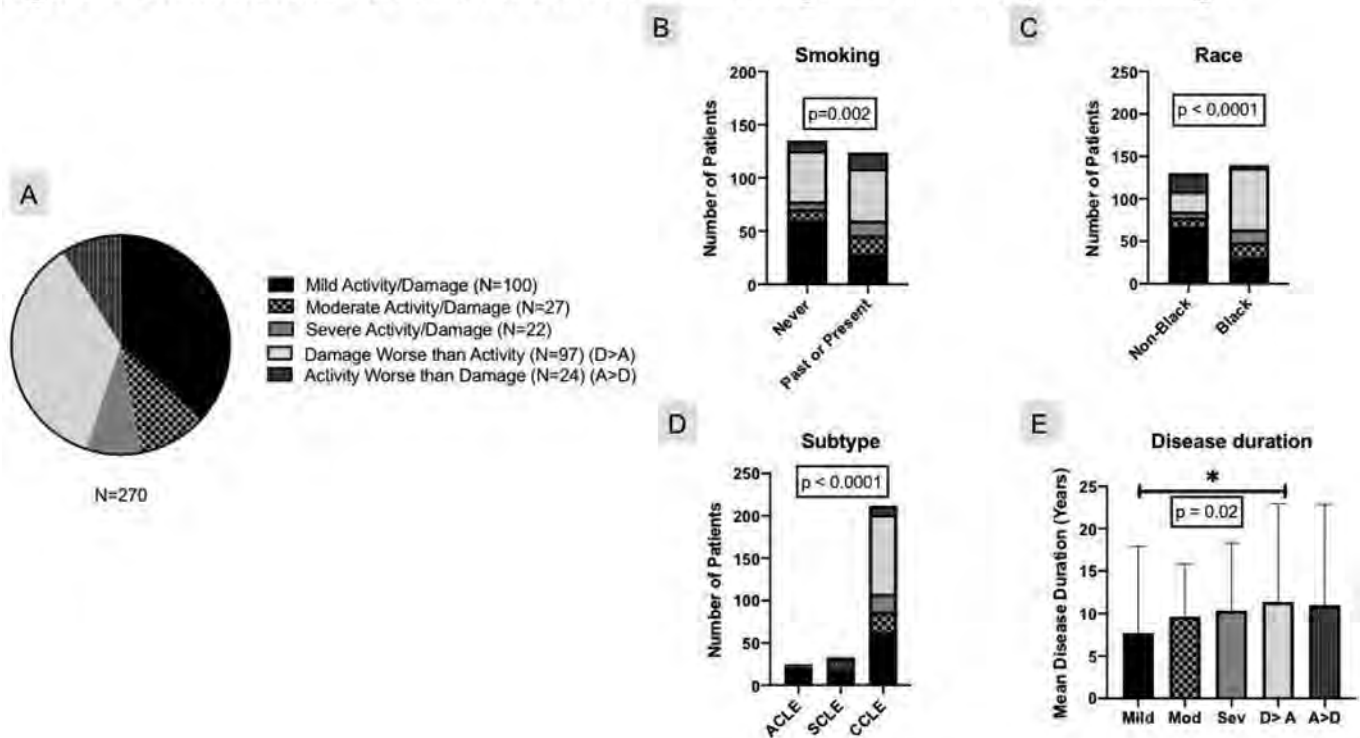 A
Mild Activity/Damage (N=100)
Moderate Activity/Damage (N=27)
Severe Activity/Damage (N=22)
Damage Worse than Activity (N=97) (D>A)
Activity Worse than Damage (N=24) (A>D)
N=270
B
Smoking
p=0.002
Number of Patients
200
150
100
50
0
Never
Past or Present
C
Race
p < 0.0001
Number of Patients
250
200
150
100
50
0
Non-Black
Black
D
Subtype
p < 0.0001
Number of Patients
250
200
150
100
50
0
ACLE
SCLE
CCLE
E
Disease duration
*
p = 0.02
Mean Disease Duration (Years)
25
20
15
10
5
0
Mild Mod Sev D> A A>D